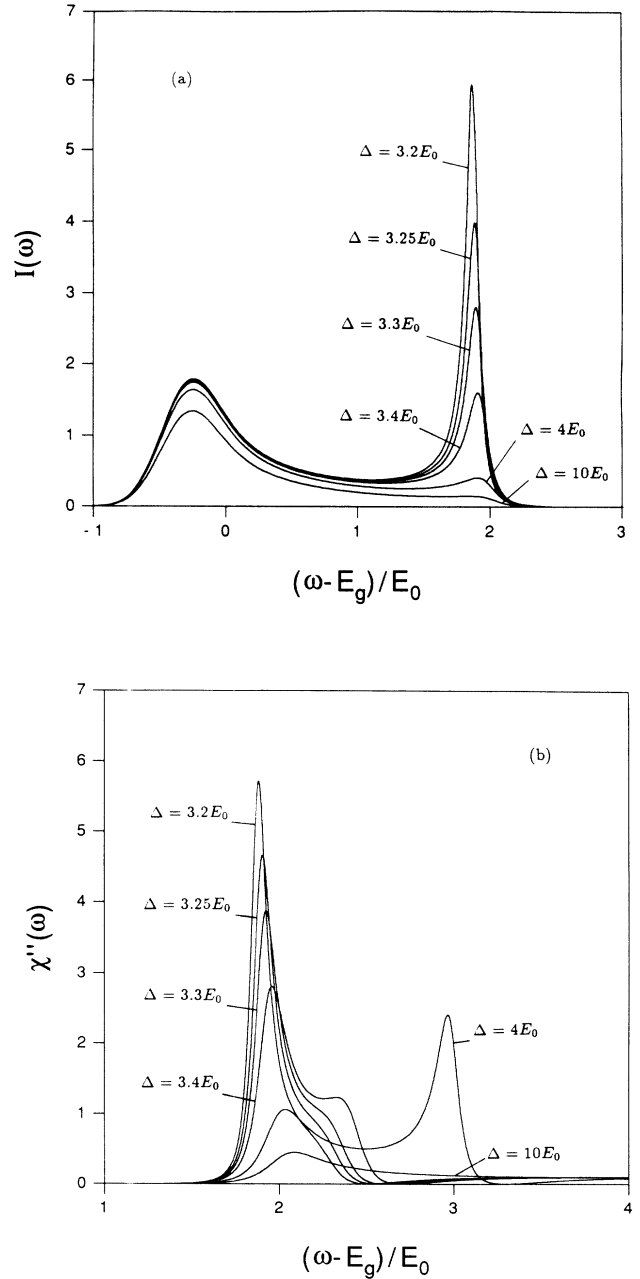 7
6
(a)
5
Δ = 3.2E₀
4
Δ = 3.25E₀
I(ω)
3
Δ = 3.3E₀
2
Δ = 3.4E₀
Δ = 4E₀
1
Δ = 10E₀
0
-1 0 1 2 3
(ω-E_g)/E₀
7
6
(b)
Δ = 3.2E₀
5
4
Δ = 3.25E₀
χ''(ω)
3
Δ = 3.3E₀
2
Δ = 4E₀
Δ = 3.4E₀
1
Δ = 10E₀
0
1 2 3 4
(ω-E_g)/E₀